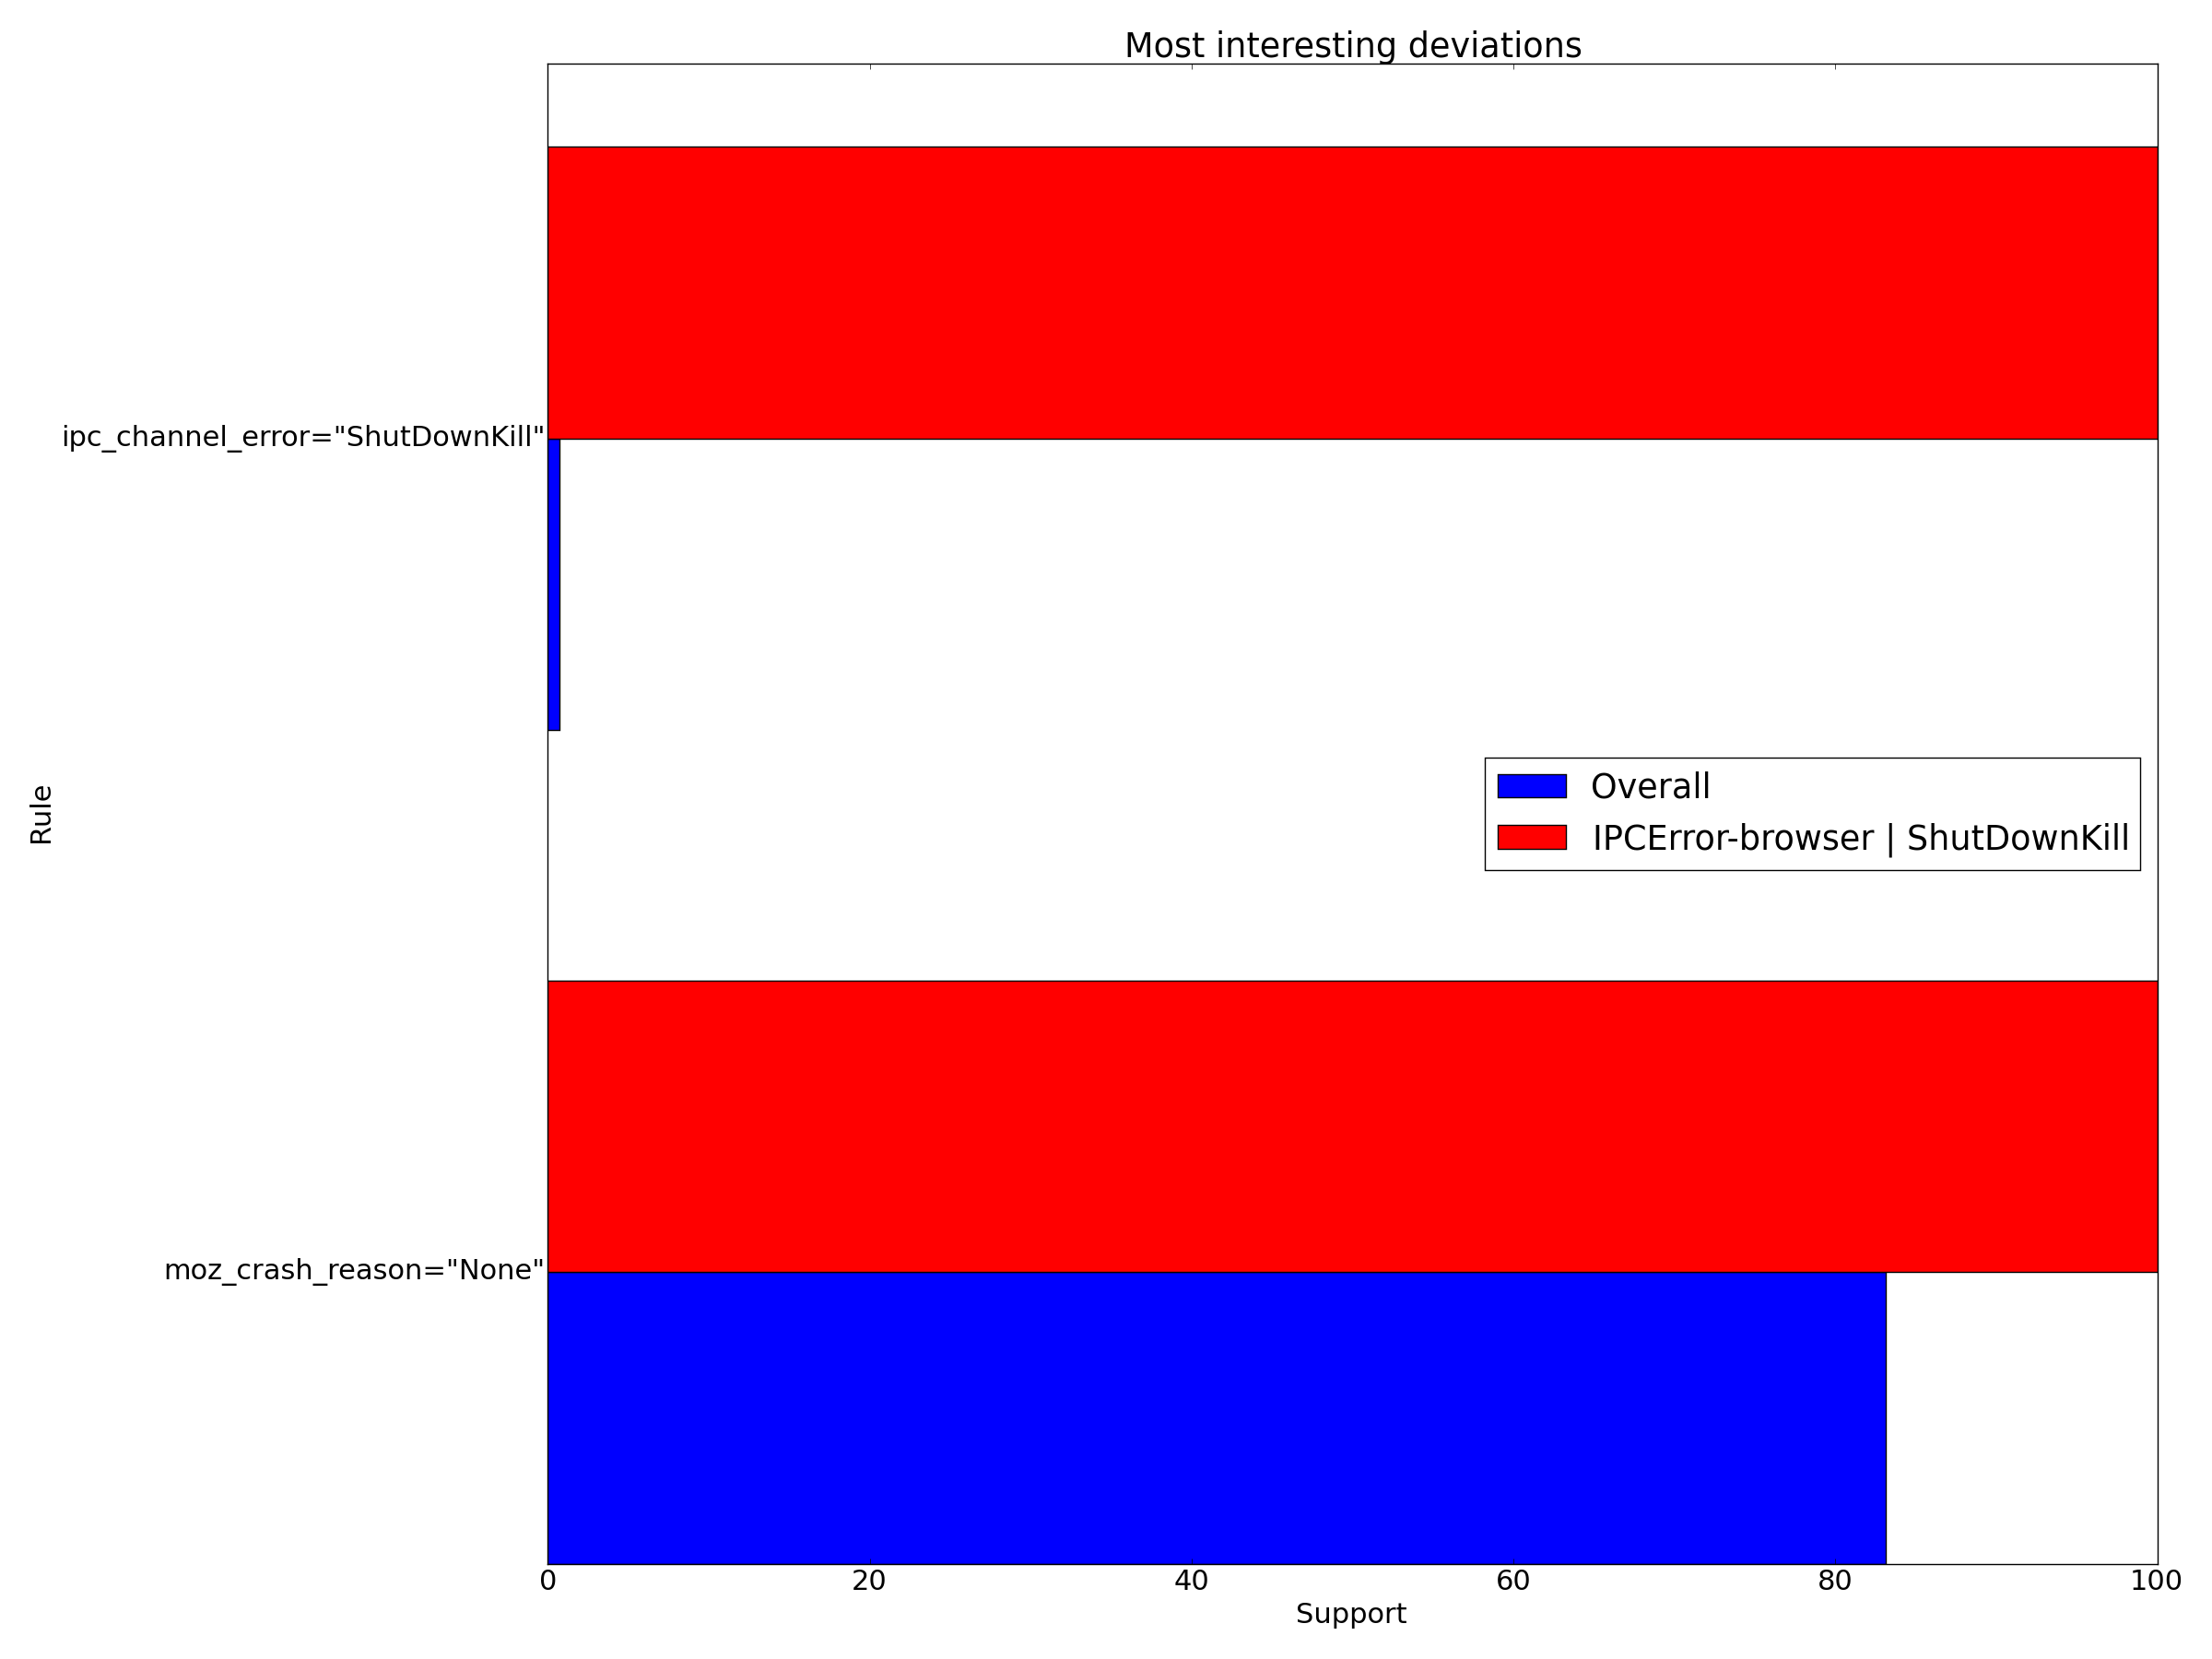 Most interesting deviations
ipc_channel_error="ShutDownKill"
Rule
Overall
IPCError-browser | ShutDownKill
moz_crash_reason="None"
0 20 40 60 80 100
Support